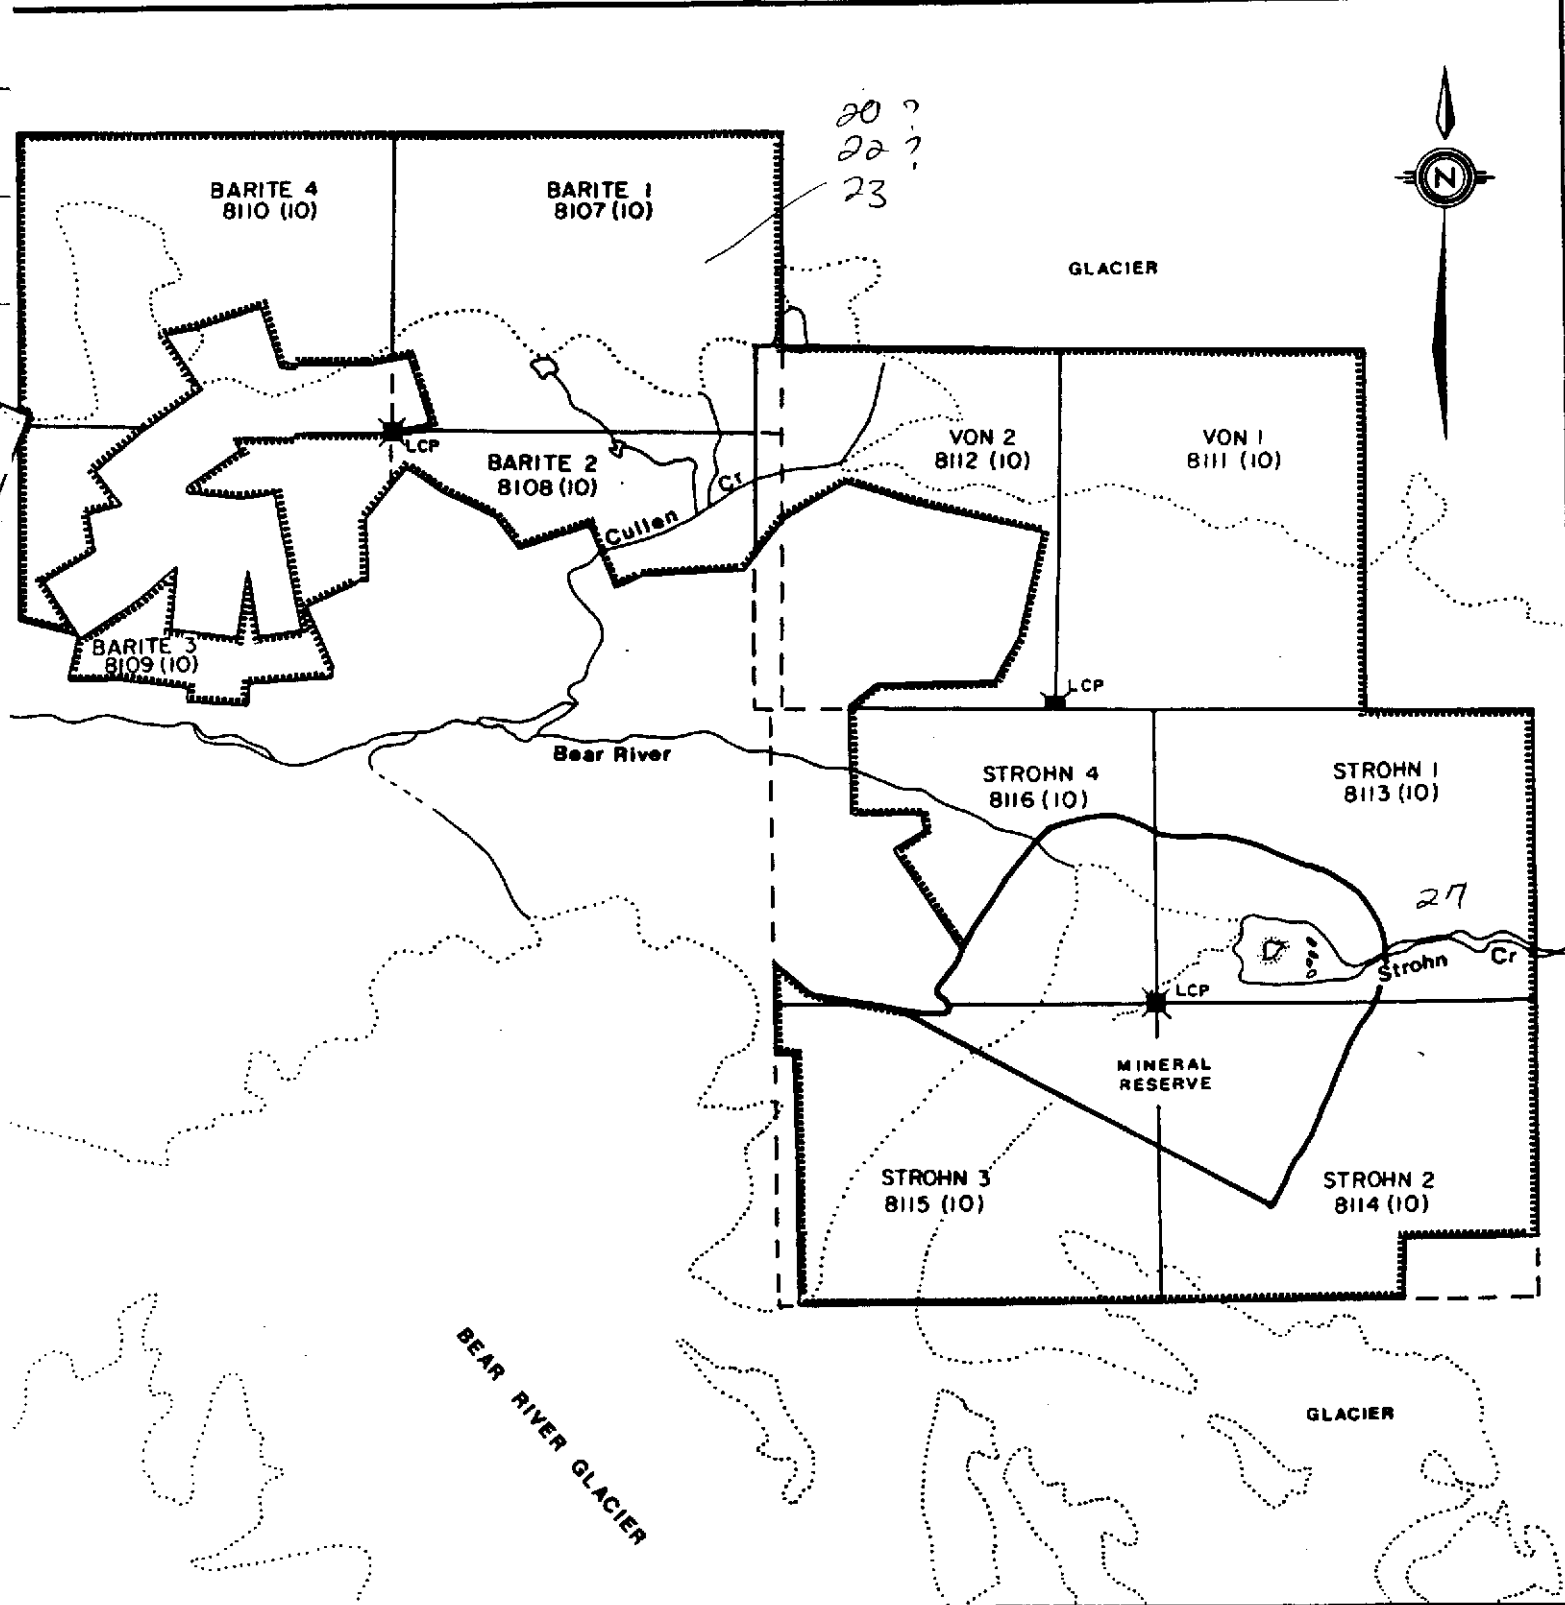 20 ?
22 ?
23
BARITE 4
8110 (10)
BARITE 1
8107 (10)
N
GLACIER
LCP
BARITE 2
8108 (10)
Cullen Cr
VON 2
8112 (10)
VON 1
8111 (10)
BARITE 3
8109 (10)
LCP
Bear River
STROHN 4
8116 (10)
STROHN 1
8113 (10)
27
Strohn Cr
LCP
MINERAL
RESERVE
STROHN 3
8115 (10)
STROHN 2
8114 (10)
BEAR RIVER GLACIER
GLACIER